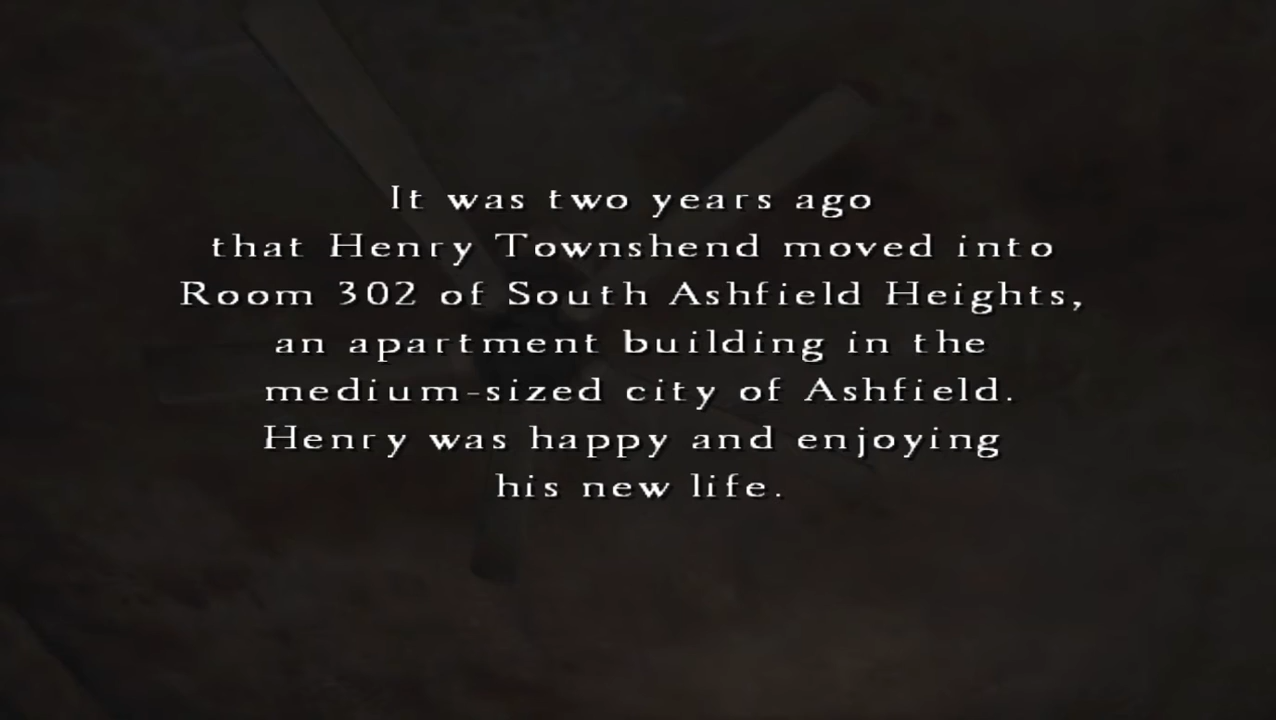 It was two years ago
that Henry Townshend moved into
Room 302 of South Ashfield Heights,
an apartment building in the
medium-sized city of Ashfield.
Henry was happy and enjoying
his new life.